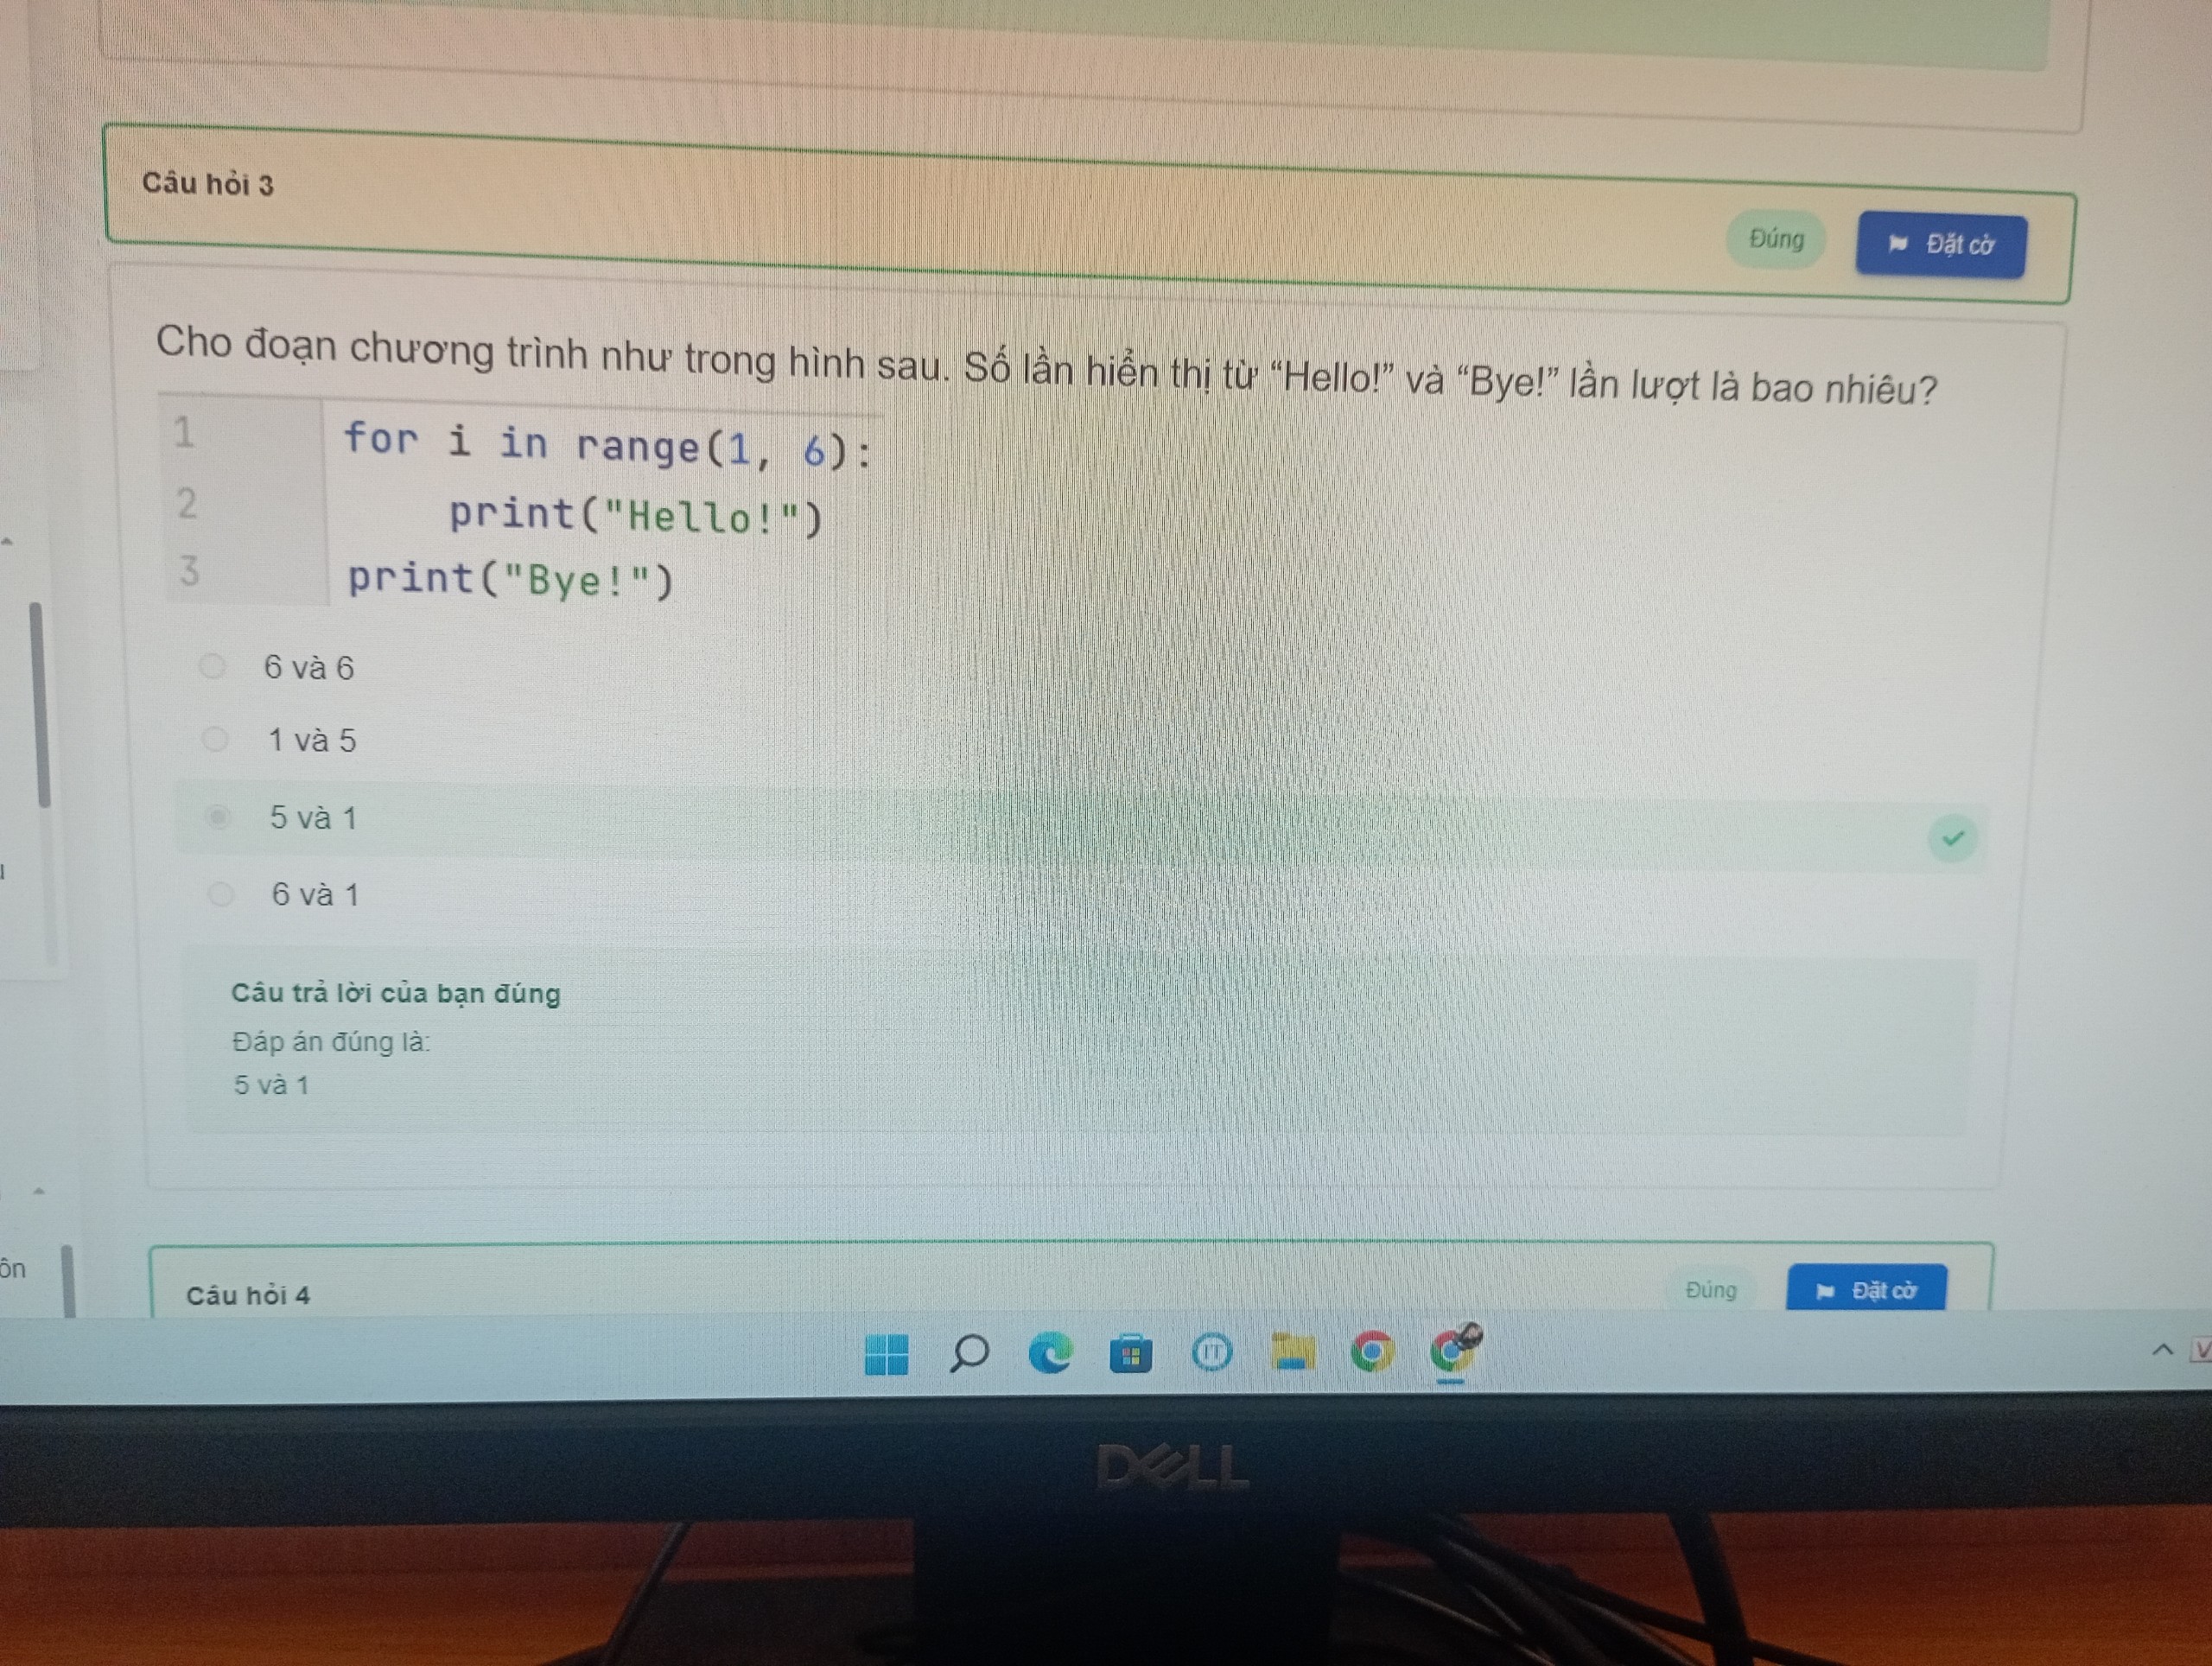 Câu hỏi 3
Đúng
Đặt cờ
Cho đoạn chương trình như trong hình sau. Số lần hiển thị từ “Hello!” và “Bye!” lần lượt là bao nhiêu?
1 for i in range(1, 6):
2 print("Hello!")
3 print("Bye!")
6 và 6
1 và 5
5 và 1
6 và 1
Câu trả lời của bạn đúng
Đáp án đúng là:
5 và 1
ôn
Câu hỏi 4
Đúng
Đặt cờ
IT
V
DELL